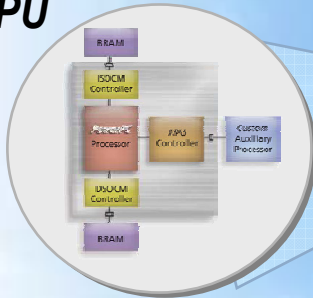 PU
BRAM
ISOCM
Controller
Processor
APU
Controller
Custom
Auxiliary
Processor
DSOCM
Controller
BRAM